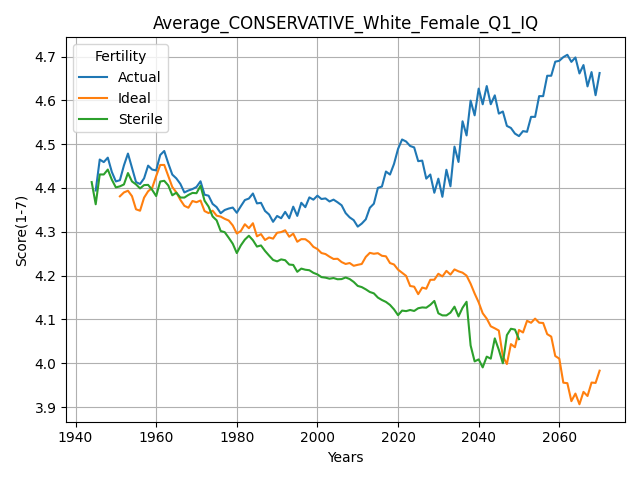 Average_CONSERVATIVE_White_Female_Q1_IQ
Fertility
Actual
Ideal
Sterile
Score(1-7)
4.7
4.6
4.5
4.4
4.3
4.2
4.1
4.0
3.9
1940 1960 1980 2000 2020 2040 2060
Years